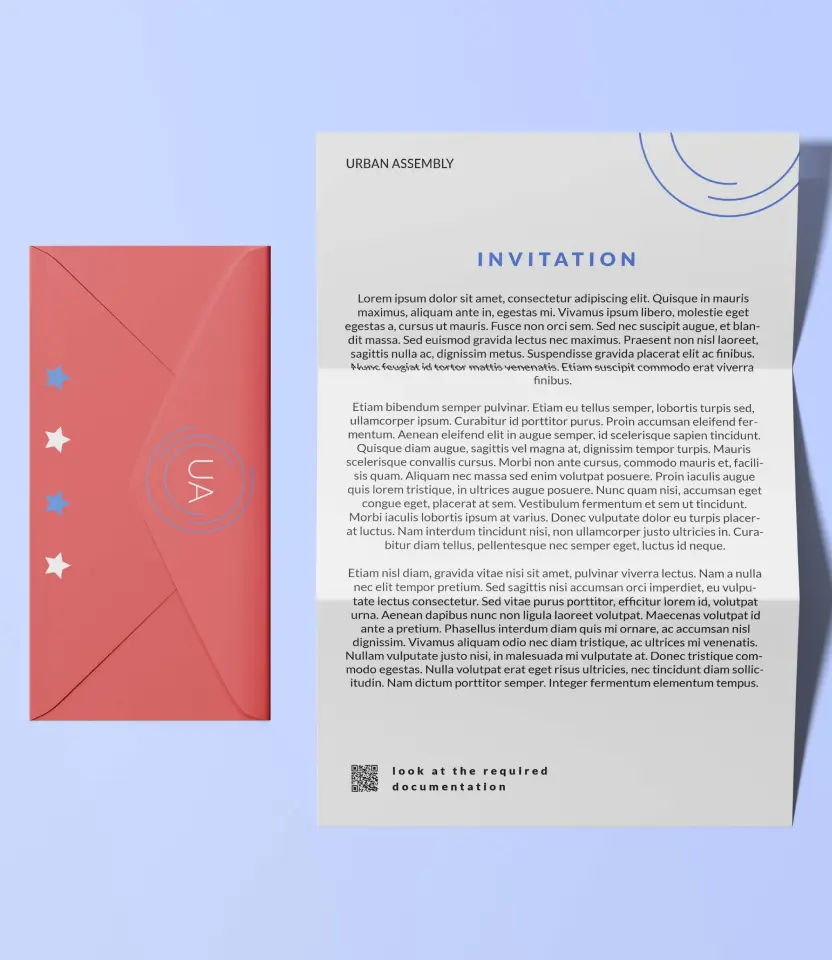 URBAN ASSEMBLY
INVITATION
Lorem ipsum dolor sit amet, consectetur adipiscing elit. Quisque in mauris
maximus, aliquam ante in, egestas mi. Vivamus ipsum libero, molestie eget
egestas a, cursus ut mauris. Fusce non orci sem. Sed nec suscipit augue, et blan-
dit massa. Sed euismod gravida lectus nec maximus. Praesent non nisl laoreet,
sagittis nulla ac, dignissim metus. Suspendisse gravida placerat elit ac finibus.
Nunc feugiat id tortor mattis venenatis. Etiam suscipit commodo erat viverra
finibus.
Etiam bibendum semper pulvinar. Etiam eu tellus semper, lobortis turpis sed,
ullamcorper ipsum. Curabitur id porttitor purus. Proin accumsan eleifend fer-
mentum. Aenean eleifend elit in augue semper, id scelerisque sapien tincidunt.
Quisque diam augue, sagittis vel magna at, dignissim tempor turpis. Mauris
scelerisque convallis cursus. Morbi non ante cursus, commodo mauris et, facili-
sis quam. Aliquam nec massa sed enim volutpat posuere. Proin iaculis augue
quis lorem tristique, in ultrices augue posuere. Nunc quam nisi, accumsan eget
congue eget, placerat at sem. Vestibulum fermentum et sem ut tincidunt.
Morbi iaculis lobortis ipsum at varius. Donec vulputate dolor eu turpis placer-
at luctus. Nam interdum tincidunt nisi, non ullamcorper justo ultricies in. Cura-
bitur diam tellus, pellentesque nec semper eget, luctus id neque.
Etiam nisl diam, gravida vitae nisi sit amet, pulvinar viverra lectus. Nam a nulla
nec elit tempor pretium. Sed sagittis nisi accumsan orci imperdiet, eu vulpu-
tate lectus consectetur. Sed vitae purus porttitor, efficitur lorem id, volutpat
urna. Aenean dapibus nunc non ligula laoreet volutpat. Maecenas volutpat id
ante a pretium. Phasellus interdum diam quis mi ornare, ac accumsan nisl
dignissim. Vivamus aliquam odio nec diam tristique, ac ultrices mi venenatis.
Nullam vulputate justo nisi, in malesuada mi vulputate at. Donec tristique com-
modo egestas. Nulla volutpat erat eget risus ultricies, nec tincidunt diam sollic-
itudin. Nam dictum porttitor semper. Integer fermentum elementum tempus.
look at the required
documentation
UA